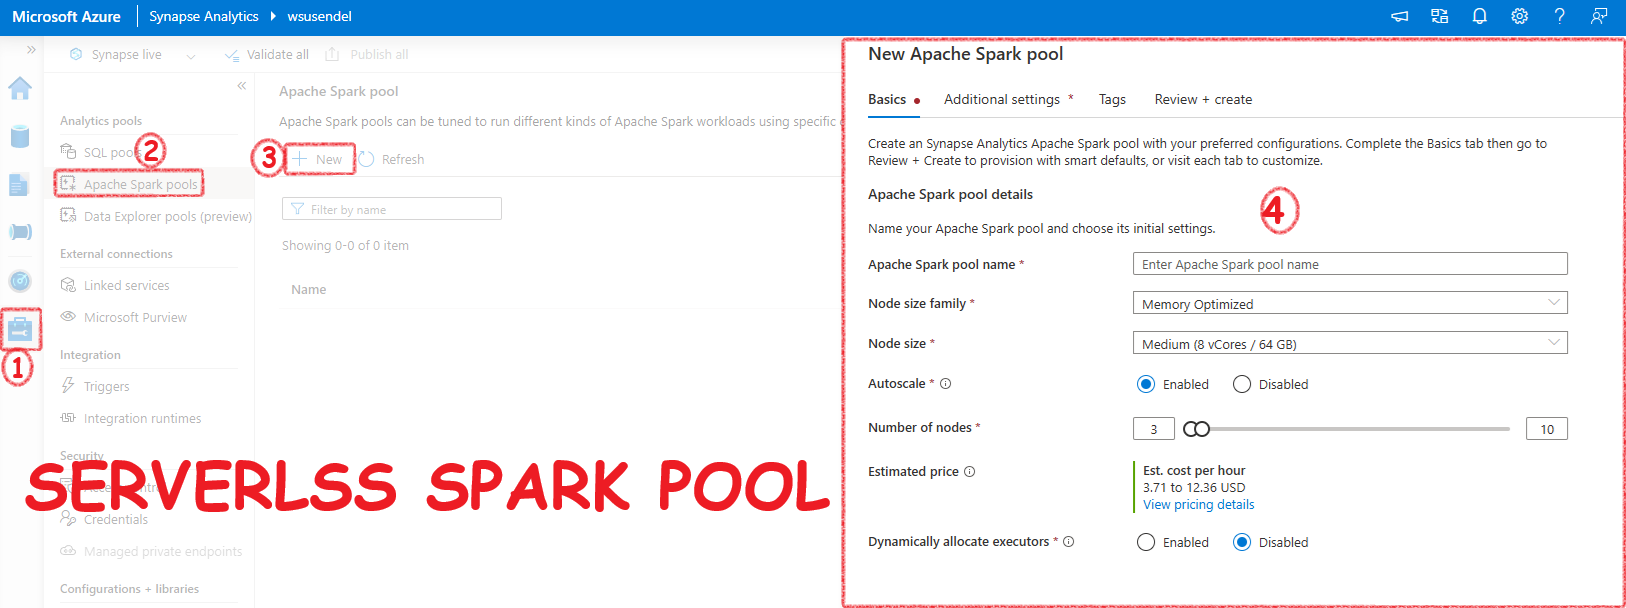 Microsoft Azure
Synapse Analytics
wsusendel
Synapse live
Validate all
Publish all
Analytics pools
SQL pools
2
Apache Spark pools
Data Explorer pools (preview)
External connections
Linked services
Microsoft Purview
Integration
1
Triggers
Integration runtimes
Security
Credentials
Managed private endpoints
Configurations + libraries
Apache Spark pool
Apache Spark pools can be tuned to run different kinds of Apache Spark workloads using specific
3
New
Refresh
Filter by name
Showing 0-0 of 0 item
Name
SERVERLSS SPARK POOL
New Apache Spark pool
Basics
Additional settings *
Tags
Review + create
Create an Synapse Analytics Apache Spark pool with your preferred configurations. Complete the Basics tab then go to
Review + Create to provision with smart defaults, or visit each tab to customize.
Apache Spark pool details
4
Name your Apache Spark pool and choose its initial settings.
Apache Spark pool name *
Enter Apache Spark pool name
Node size family *
Memory Optimized
Node size *
Medium (8 vCores / 64 GB)
Autoscale *
Enabled
Disabled
Number of nodes *
3
10
Estimated price
Est. cost per hour
3.71 to 12.36 USD
View pricing details
Dynamically allocate executors *
Enabled
Disabled